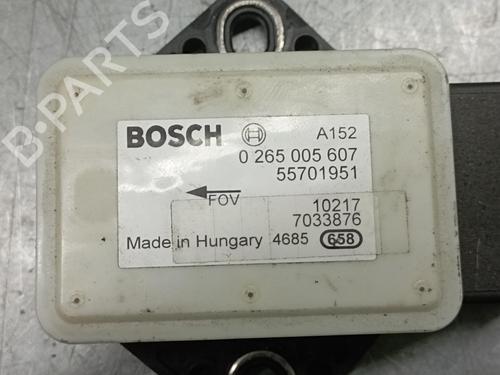 B-PARTS
BOSCH A152
0 265 005 607
55701951
FOV
10217
7033876
Made in Hungary 4685 658